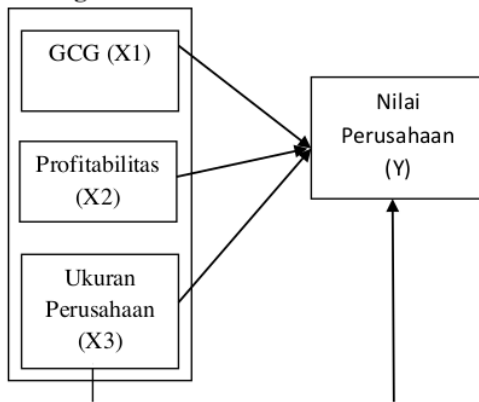 GCG (X1)
Profitabilitas
(X2)
Ukuran
Perusahaan
(X3)
Nilai
Perusahaan
(Y)